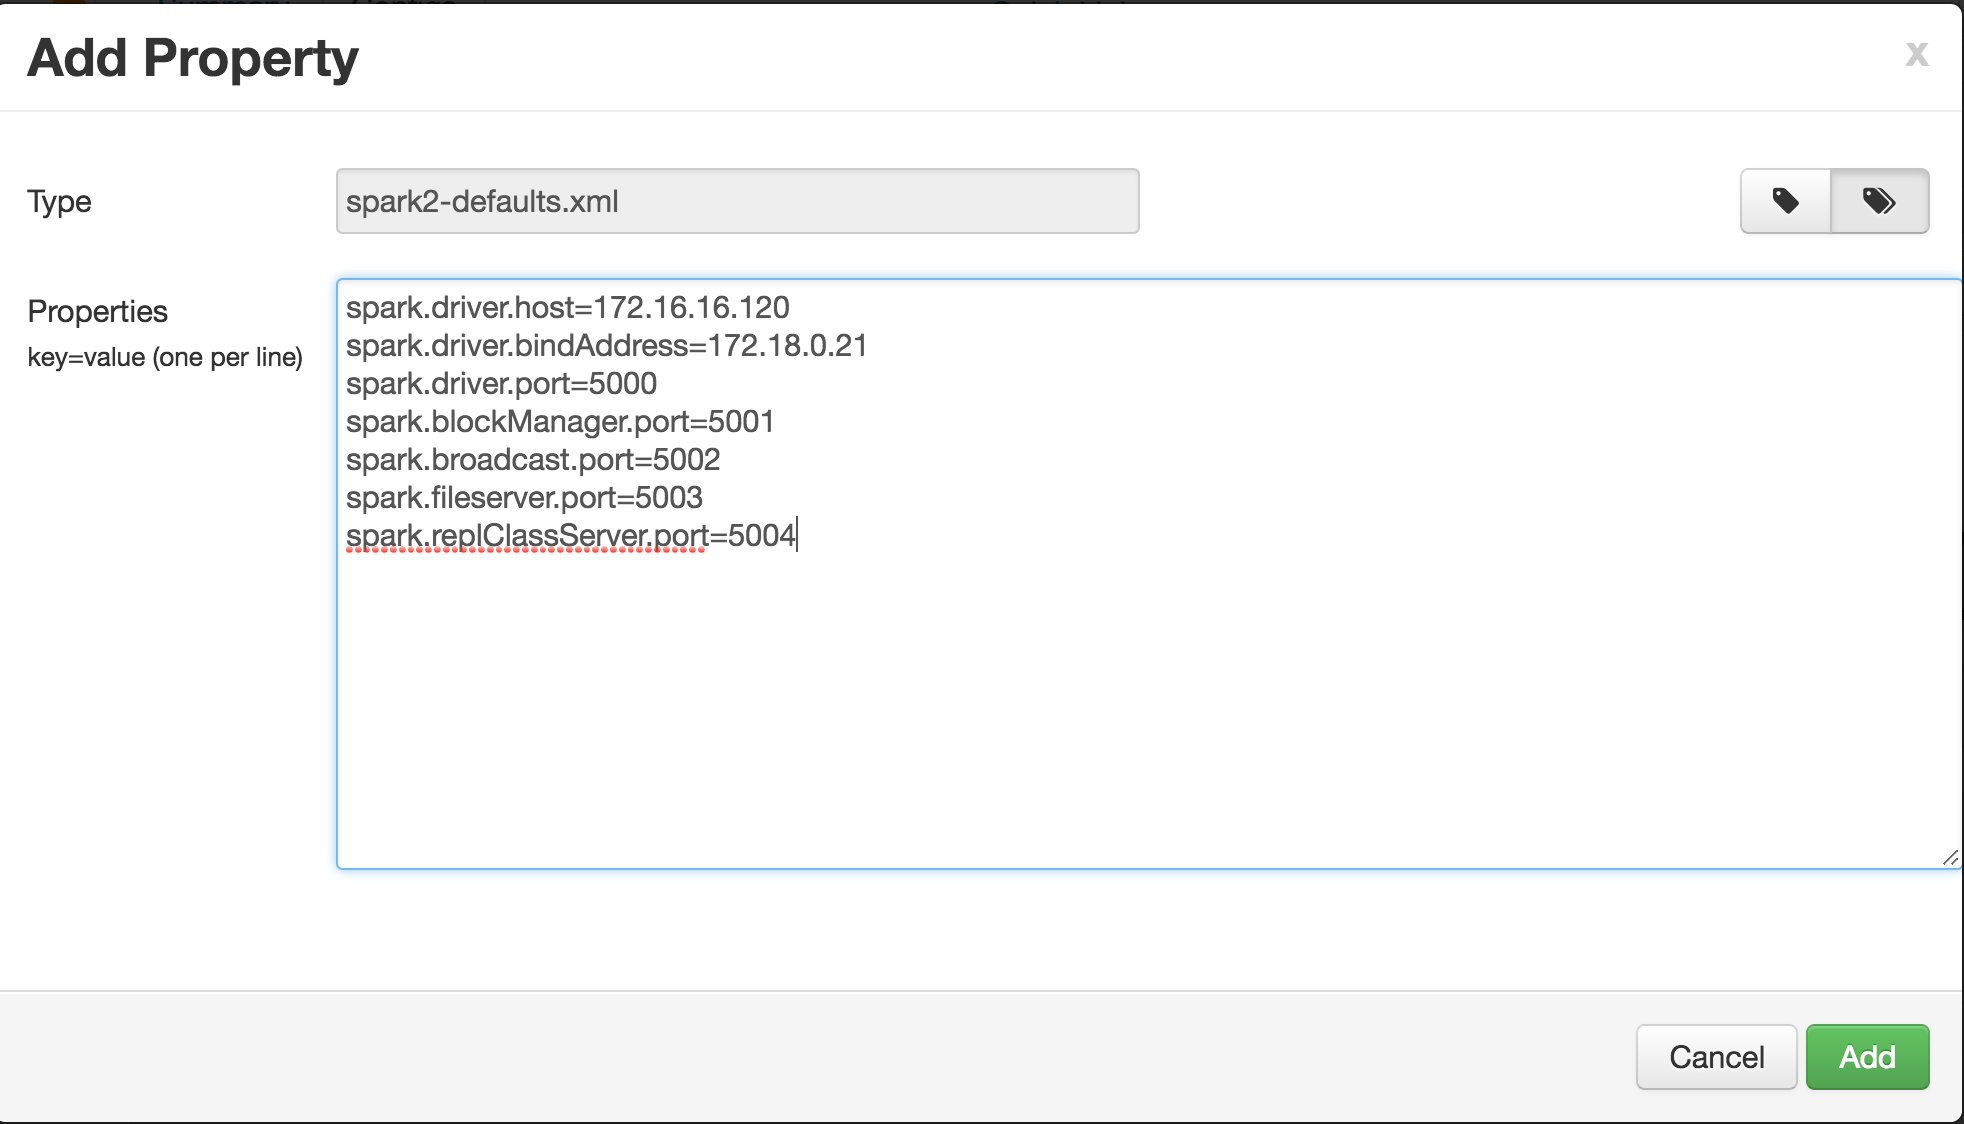 Add Property
x
Type
spark2-defaults.xml
Properties
key=value (one per line)
spark.driver.host=172.16.16.120
spark.driver.bindAddress=172.18.0.21
spark.driver.port=5000
spark.blockManager.port=5001
spark.broadcast.port=5002
spark.fileserver.port=5003
spark.replClassServer.port=5004
Cancel
Add